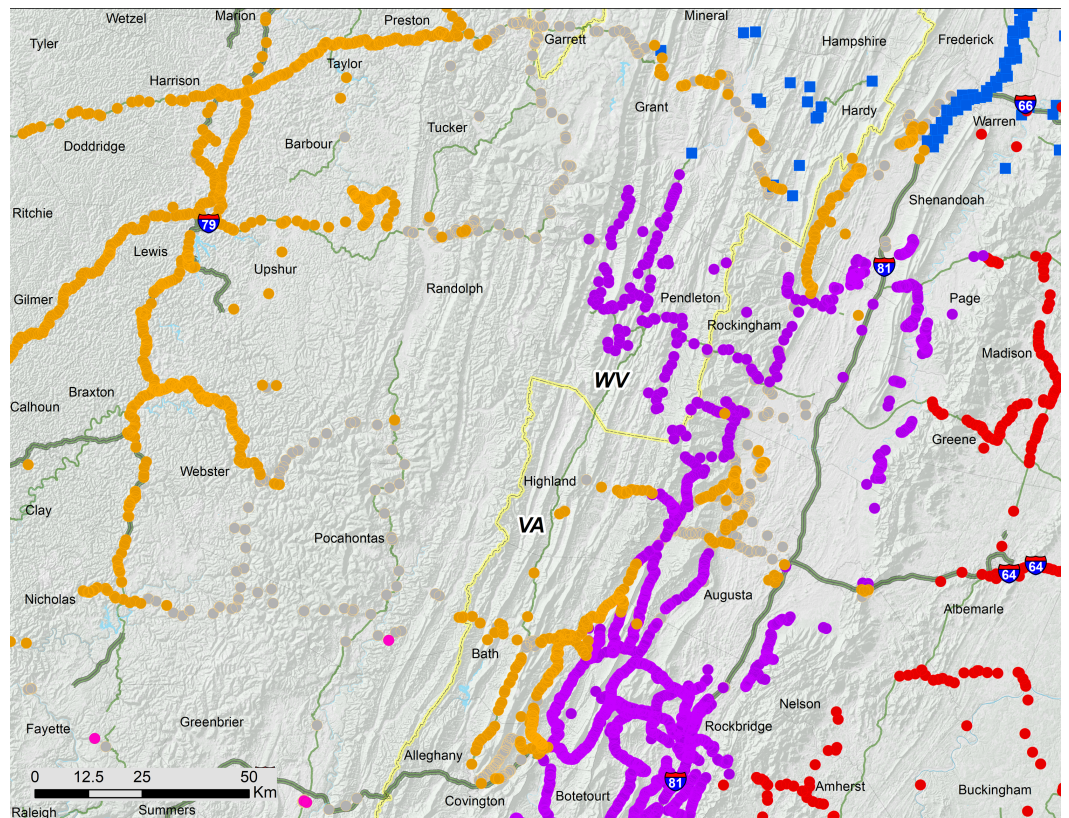 Wetzel
Marion
Preston
Mineral
Tyler
Garrett
Hampshire
Frederick
Harrison
Taylor
Grant
Hardy
66
Warren
Doddridge
Barbour
Tucker
Ritchie
79
Shenandoah
Lewis
Upshur
81
Gilmer
Randolph
Pendleton
Page
Rockingham
Madison
WV
Braxton
Calhoun
Greene
Webster
Highland
Clay
VA
Pocahontas
64
64
Nicholas
Augusta
Albemarle
Bath
Fayette
Greenbrier
Nelson
Rockbridge
Alleghany
0 12.5 25 50
Km
81
Amherst
Buckingham
Covington
Botetourt
Raleigh
Summers